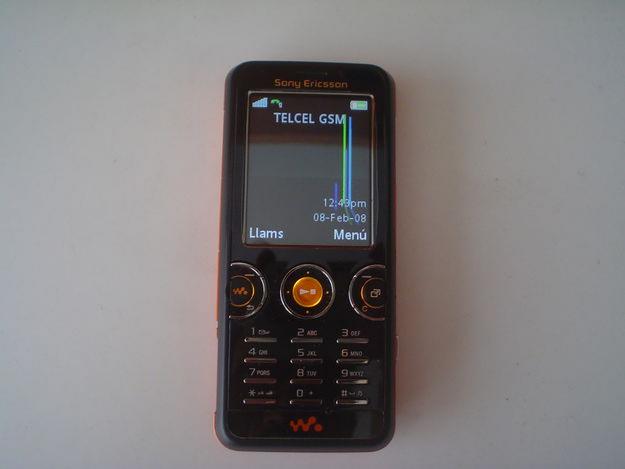 Sony Ericsson
TELCEL GSM
12:43pm
08-Feb-08
Llams Menú
C
1 2 ABC 3 DEF
4 GHI 5 JKL 6 MNO
7 PQRS 8 TUV 9 WXYZ
* 0 + #